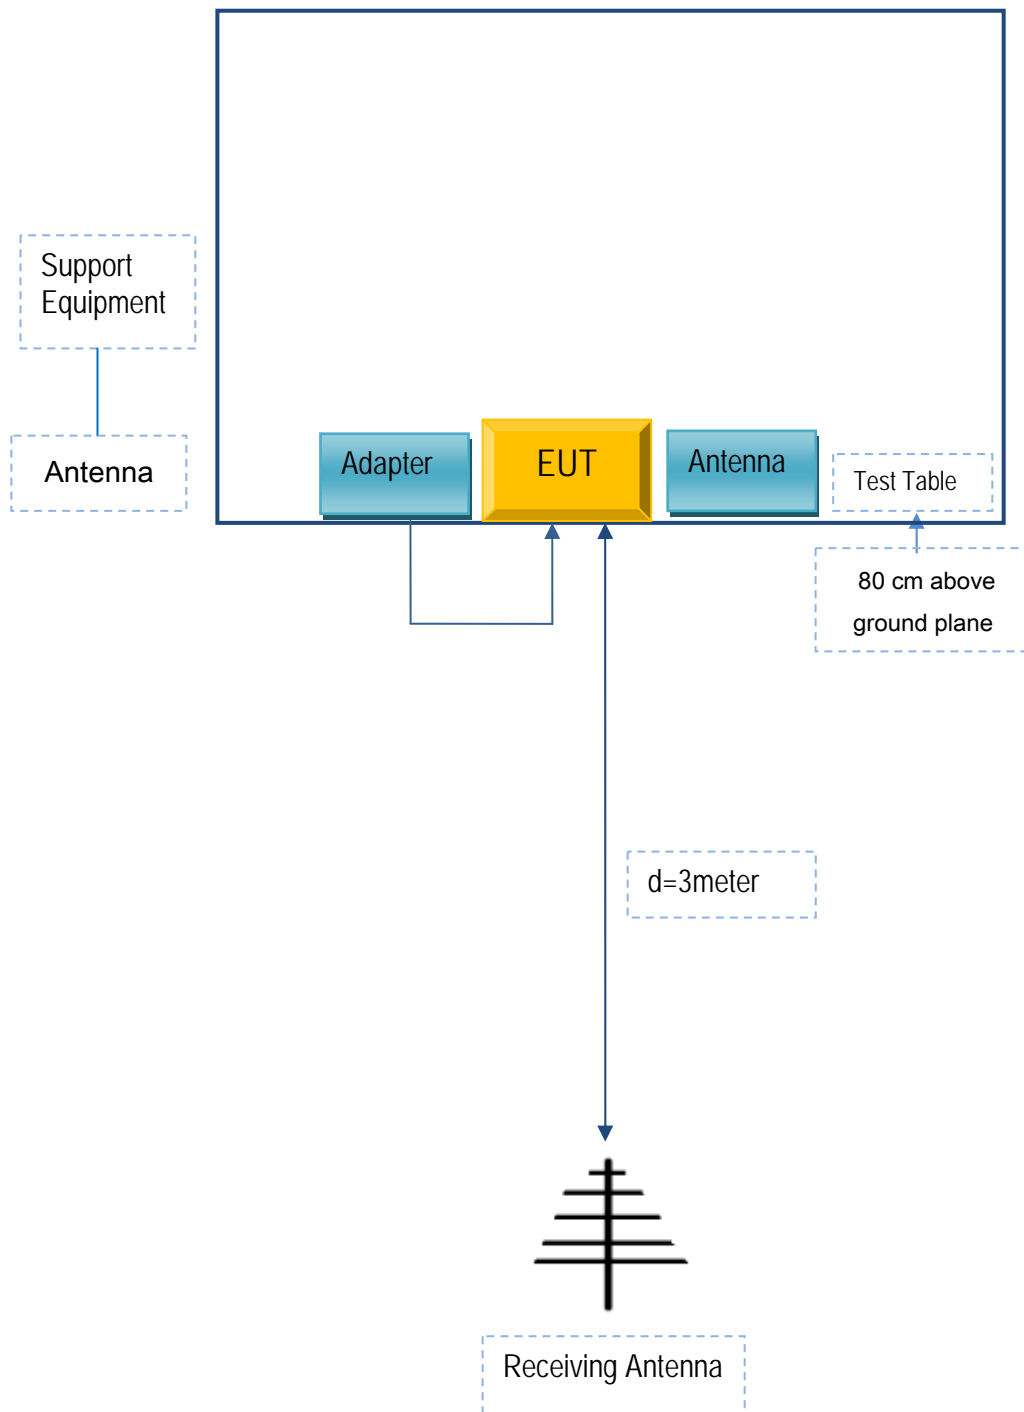 Support
Equipment
Antenna
Adapter
EUT
Antenna
Test Table
80 cm above
ground plane
d=3meter
Receiving Antenna